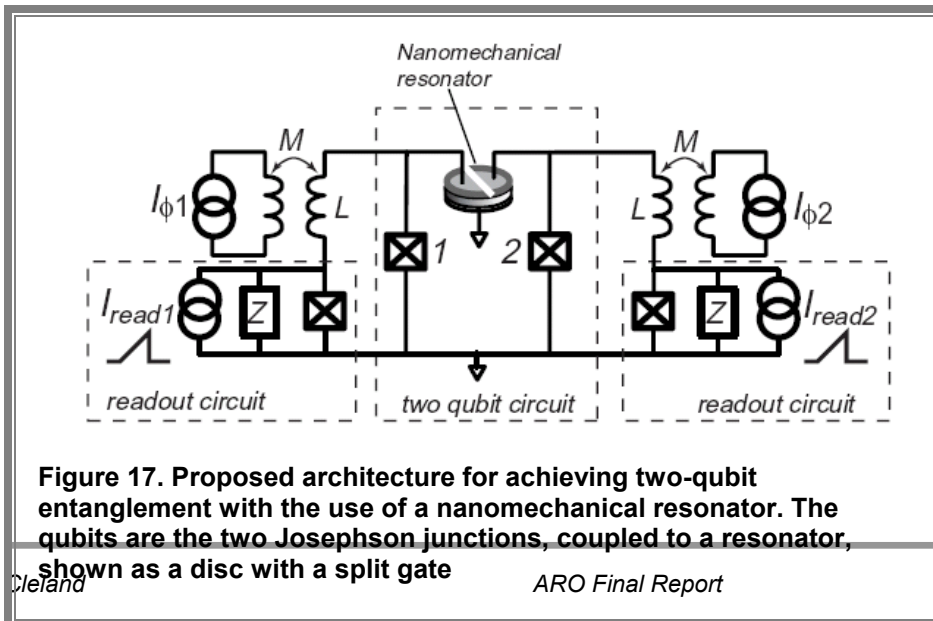 Nanomechanical
resonator
M
M
Iϕ1
L
L
Iϕ2
1
2
Iread1
Z
Z
Iread2
readout circuit
two qubit circuit
readout circuit
Figure 17. Proposed architecture for achieving two-qubit
entanglement with the use of a nanomechanical resonator. The
qubits are the two Josephson junctions, coupled to a resonator,
shown as a disc with a split gate
Cleland
ARO Final Report